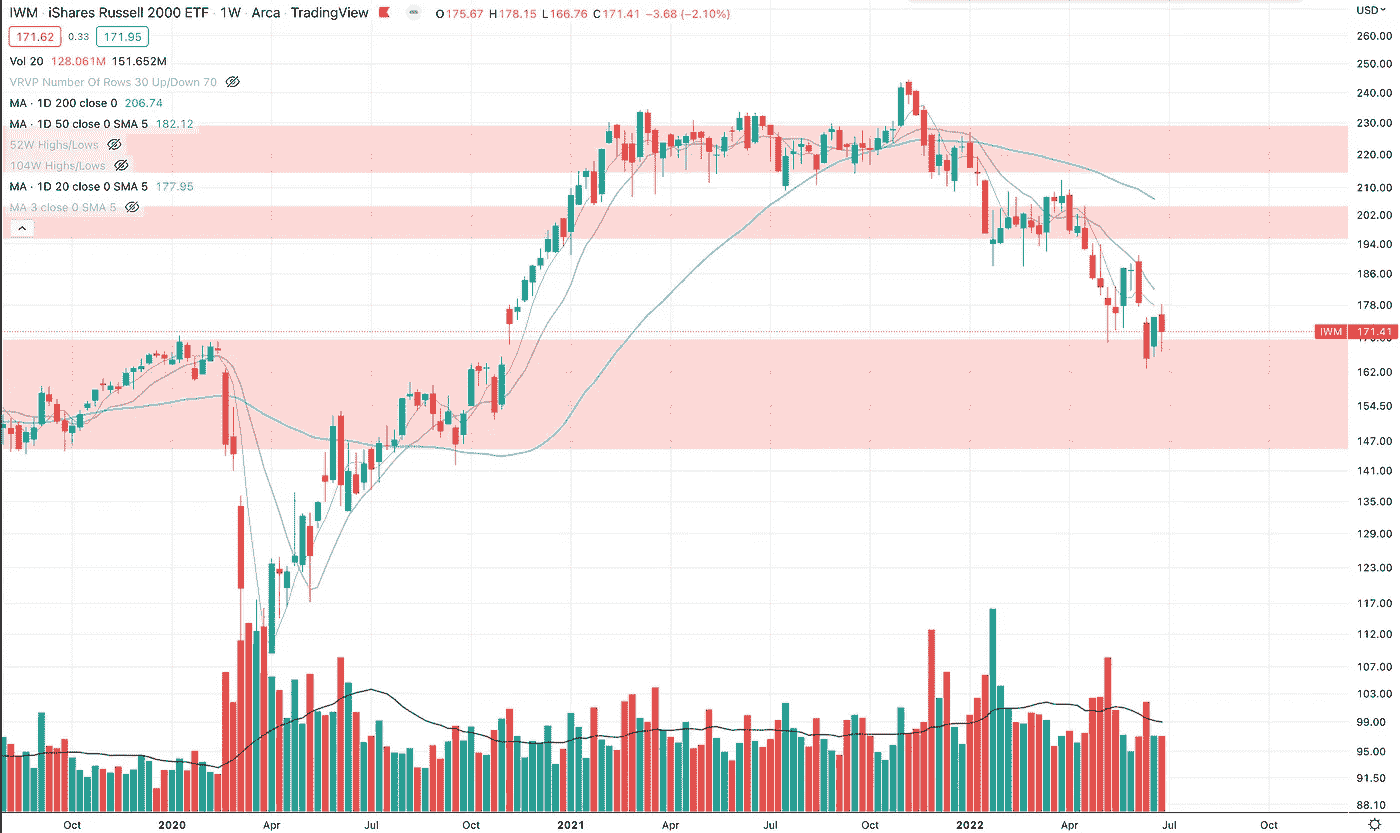 IWM · iShares Russell 2000 ETF · 1W · Arca · TradingView O175.67 H178.15 L166.76 C171.41 −3.68 (−2.10%)
USD
171.62 0.33 171.95
Vol 20 128.061M 151.652M
VRVP Number Of Rows 30 Up/Down 70
MA · 1D 200 close 0 206.74
MA · 1D 50 close 0 SMA 5 182.12
52W Highs/Lows
104W Highs/Lows
MA · 1D 20 close 0 SMA 5 177.95
MA 3 close 0 SMA 5
260.00
250.00
240.00
230.00
220.00
210.00
202.00
194.00
186.00
178.00
IWM 171.41
162.00
154.50
147.00
141.00
135.00
129.00
123.00
117.00
112.00
107.00
103.00
99.00
95.00
91.50
88.10
Oct 2020 Apr Jul Oct 2021 Apr Jul Oct 2022 Apr Jul Oct